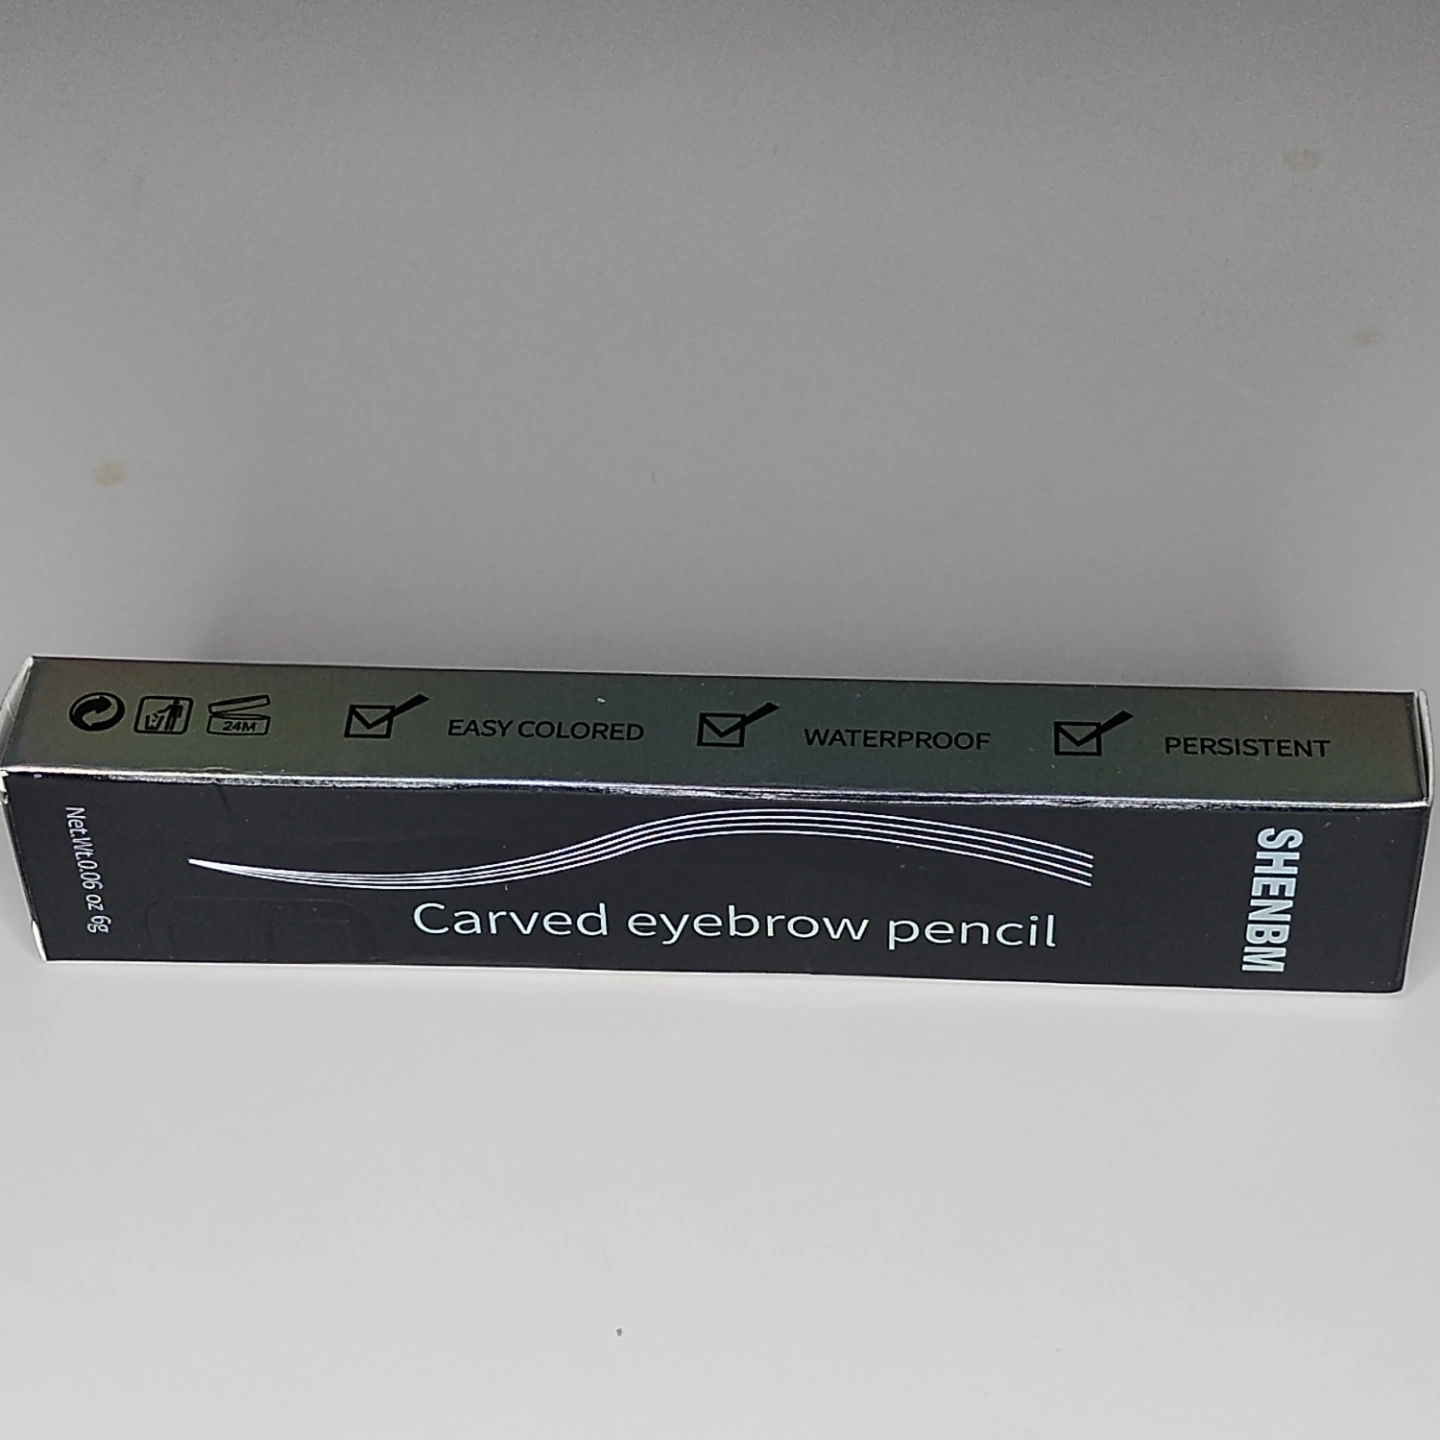 24M
EASY COLORED
WATERPROOF
PERSISTENT
Net.Wt.0.06 oz 6g
Carved eyebrow pencil
SHENBM